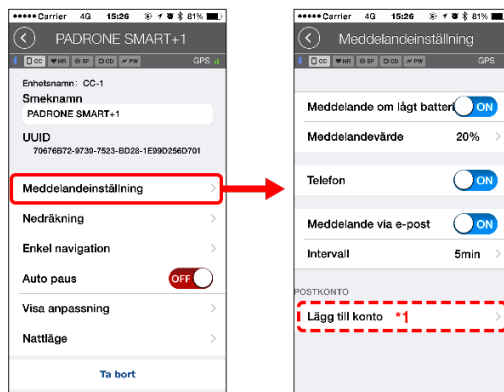 Carrier 4G 15:26 81%
PADRONE SMART+1
CC HR SP CD PW GPS
Enhetsnamn: CC-1
Smeknamn
PADRONE SMART+1
UUID
70676B72-9739-7523-BD28-1E99D256D701
Meddelandeinställning
Nedräkning
Enkel navigation
Auto paus OFF
Visa anpassning
Nattläge
Ta bort
Carrier 4G 15:26 81%
Meddelandeinställning
CC HR SP CD PW GPS
Meddelande om lågt batteri ON
Meddelandevärde 20%
Telefon ON
Meddelande via e-post ON
Intervall 5min
POSTKONTO
Lägg till konto *1